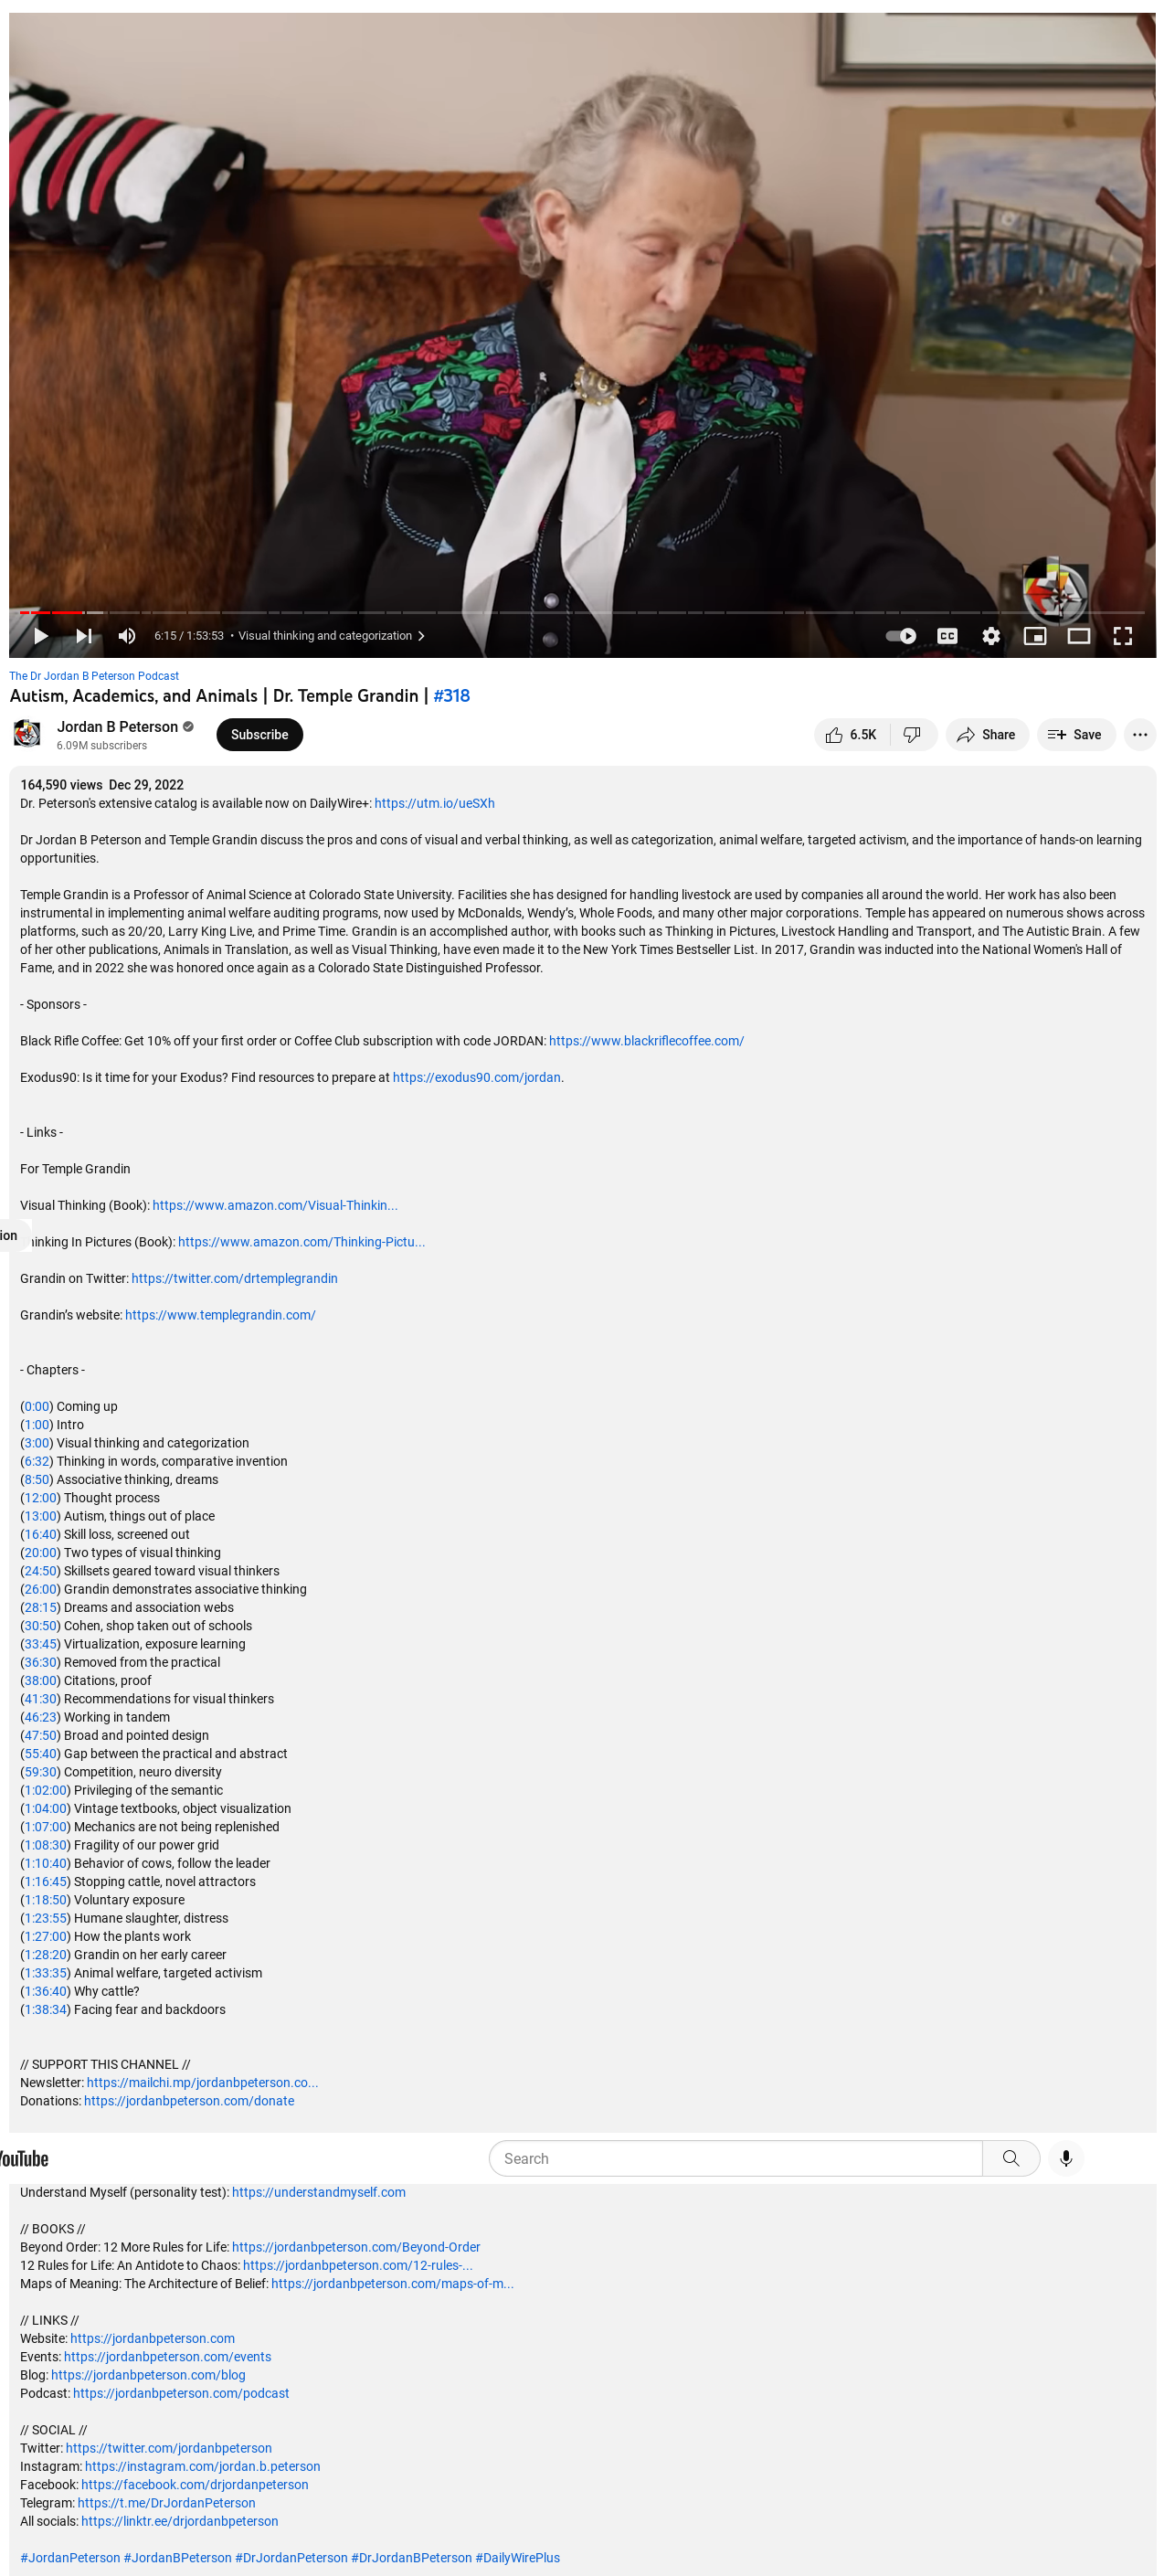 6:15 / 1:53:53 • Visual thinking and categorization
CC
The Dr Jordan B Peterson Podcast
Autism, Academics, and Animals | Dr. Temple Grandin | #318
Jordan B Peterson
6.09M subscribers
Subscribe
6.5K
Share
Save
164,590 views Dec 29, 2022
Dr. Peterson's extensive catalog is available now on DailyWire+: https://utm.io/ueSXh
Dr Jordan B Peterson and Temple Grandin discuss the pros and cons of visual and verbal thinking, as well as categorization, animal welfare, targeted activism, and the importance of hands-on learning
opportunities.
Temple Grandin is a Professor of Animal Science at Colorado State University. Facilities she has designed for handling livestock are used by companies all around the world. Her work has also been
instrumental in implementing animal welfare auditing programs, now used by McDonalds, Wendy’s, Whole Foods, and many other major corporations. Temple has appeared on numerous shows across
platforms, such as 20/20, Larry King Live, and Prime Time. Grandin is an accomplished author, with books such as Thinking in Pictures, Livestock Handling and Transport, and The Autistic Brain. A few
of her other publications, Animals in Translation, as well as Visual Thinking, have even made it to the New York Times Bestseller List. In 2017, Grandin was inducted into the National Women's Hall of
Fame, and in 2022 she was honored once again as a Colorado State Distinguished Professor.
- Sponsors -
Black Rifle Coffee: Get 10% off your first order or Coffee Club subscription with code JORDAN: https://www.blackriflecoffee.com/
Exodus90: Is it time for your Exodus? Find resources to prepare at https://exodus90.com/jordan.
- Links -
For Temple Grandin
Visual Thinking (Book): https://www.amazon.com/Visual-Thinkin...
ion
hinking In Pictures (Book): https://www.amazon.com/Thinking-Pictu...
Grandin on Twitter: https://twitter.com/drtemplegrandin
Grandin’s website: https://www.templegrandin.com/
- Chapters -
(0:00) Coming up
(1:00) Intro
(3:00) Visual thinking and categorization
(6:32) Thinking in words, comparative invention
(8:50) Associative thinking, dreams
(12:00) Thought process
(13:00) Autism, things out of place
(16:40) Skill loss, screened out
(20:00) Two types of visual thinking
(24:50) Skillsets geared toward visual thinkers
(26:00) Grandin demonstrates associative thinking
(28:15) Dreams and association webs
(30:50) Cohen, shop taken out of schools
(33:45) Virtualization, exposure learning
(36:30) Removed from the practical
(38:00) Citations, proof
(41:30) Recommendations for visual thinkers
(46:23) Working in tandem
(47:50) Broad and pointed design
(55:40) Gap between the practical and abstract
(59:30) Competition, neuro diversity
(1:02:00) Privileging of the semantic
(1:04:00) Vintage textbooks, object visualization
(1:07:00) Mechanics are not being replenished
(1:08:30) Fragility of our power grid
(1:10:40) Behavior of cows, follow the leader
(1:16:45) Stopping cattle, novel attractors
(1:18:50) Voluntary exposure
(1:23:55) Humane slaughter, distress
(1:27:00) How the plants work
(1:28:20) Grandin on her early career
(1:33:35) Animal welfare, targeted activism
(1:36:40) Why cattle?
(1:38:34) Facing fear and backdoors
// SUPPORT THIS CHANNEL //
Newsletter: https://mailchi.mp/jordanbpeterson.co...
Donations: https://jordanbpeterson.com/donate
YouTube
Search
Understand Myself (personality test): https://understandmyself.com
// BOOKS //
Beyond Order: 12 More Rules for Life: https://jordanbpeterson.com/Beyond-Order
12 Rules for Life: An Antidote to Chaos: https://jordanbpeterson.com/12-rules-...
Maps of Meaning: The Architecture of Belief: https://jordanbpeterson.com/maps-of-m...
// LINKS //
Website: https://jordanbpeterson.com
Events: https://jordanbpeterson.com/events
Blog: https://jordanbpeterson.com/blog
Podcast: https://jordanbpeterson.com/podcast
// SOCIAL //
Twitter: https://twitter.com/jordanbpeterson
Instagram: https://instagram.com/jordan.b.peterson
Facebook: https://facebook.com/drjordanpeterson
Telegram: https://t.me/DrJordanPeterson
All socials: https://linktr.ee/drjordanbpeterson
#JordanPeterson #JordanBPeterson #DrJordanPeterson #DrJordanBPeterson #DailyWirePlus